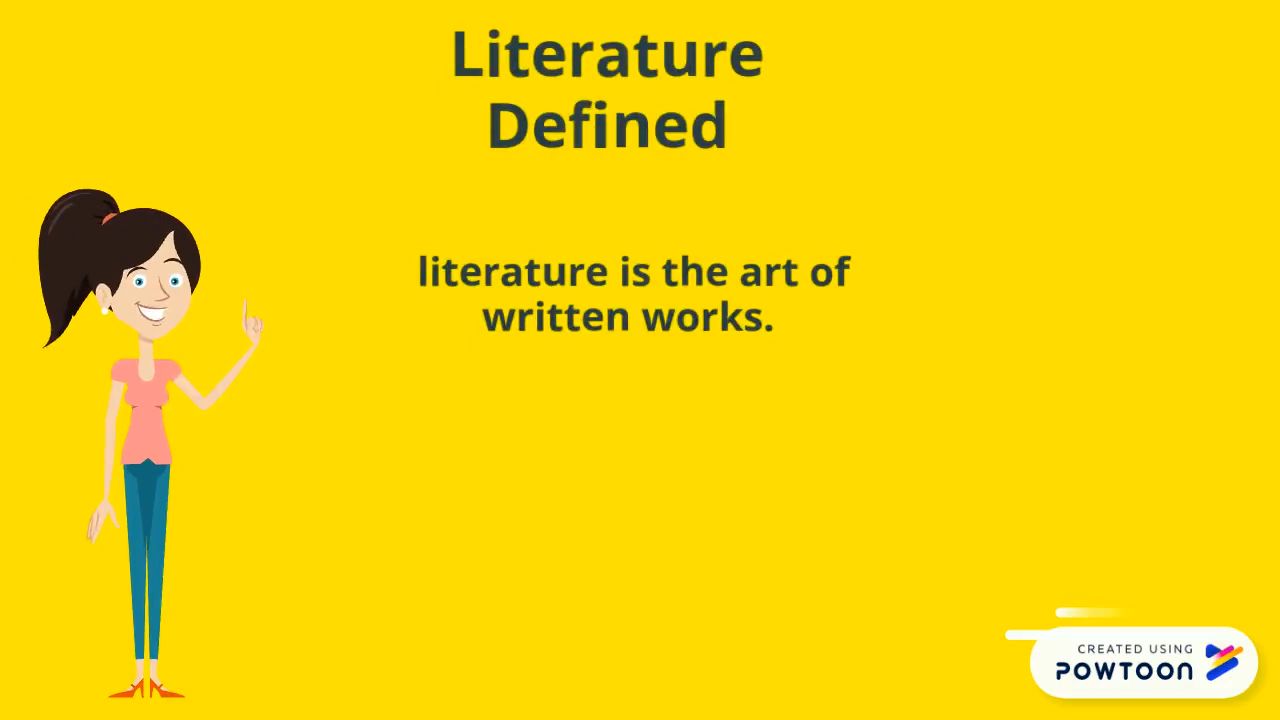 Literature
Defined
literature is the art of
written works.
CREATED USING
POWTOON